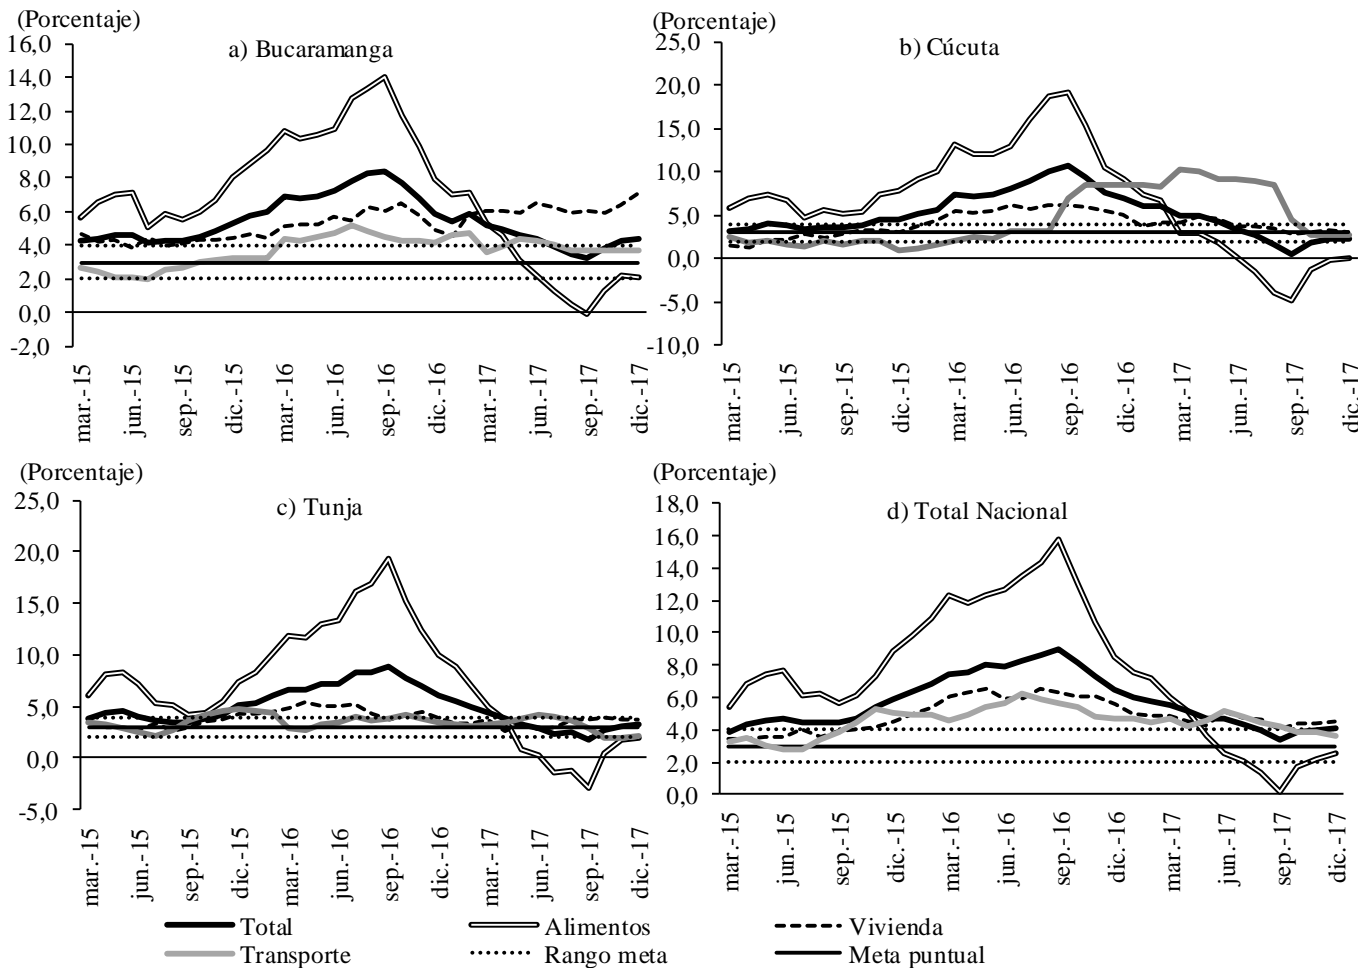 (Porcentaje)
a) Bucaramanga
16,0
14,0
12,0
10,0
8,0
6,0
4,0
2,0
0,0
-2,0
mar.-15
jun.-15
sep.-15
dic.-15
mar.-16
jun.-16
sep.-16
dic.-16
mar.-17
jun.-17
sep.-17
dic.-17
(Porcentaje)
b) Cúcuta
25,0
20,0
15,0
10,0
5,0
0,0
-5,0
-10,0
mar.-15
jun.-15
sep.-15
dic.-15
mar.-16
jun.-16
sep.-16
dic.-16
mar.-17
jun.-17
sep.-17
dic.-17
(Porcentaje)
c) Tunja
25,0
20,0
15,0
10,0
5,0
0,0
-5,0
mar.-15
jun.-15
sep.-15
dic.-15
mar.-16
jun.-16
sep.-16
dic.-16
mar.-17
jun.-17
sep.-17
dic.-17
(Porcentaje)
d) Total Nacional
18,0
16,0
14,0
12,0
10,0
8,0
6,0
4,0
2,0
0,0
mar.-15
jun.-15
sep.-15
dic.-15
mar.-16
jun.-16
sep.-16
dic.-16
mar.-17
jun.-17
sep.-17
dic.-17
Total Alimentos Vivienda
Transporte Rango meta Meta puntual